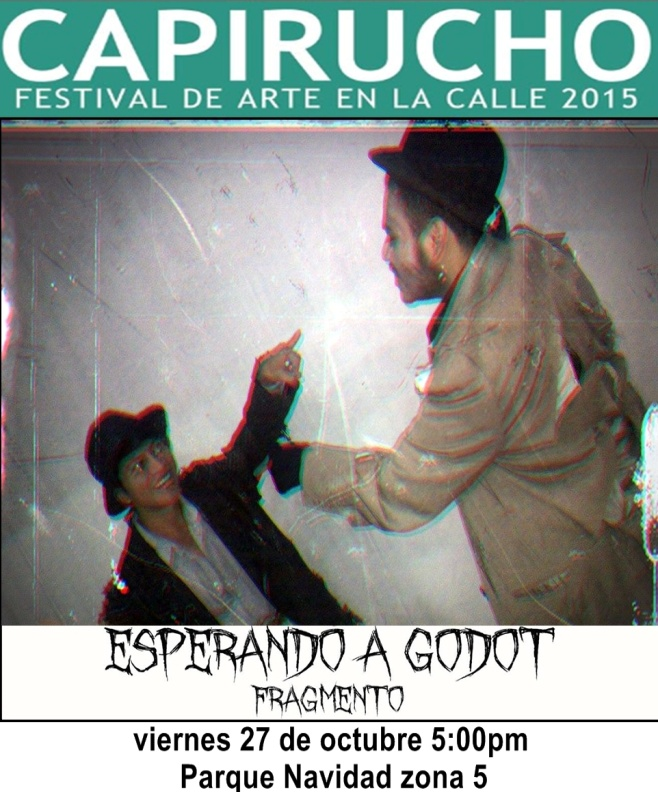 CAPIRUCHO
FESTIVAL DE ARTE EN LA CALLE 2015
ESPERANDO A GODOT
FRAGMENTO
viernes 27 de octubre 5:00pm
Parque Navidad zona 5